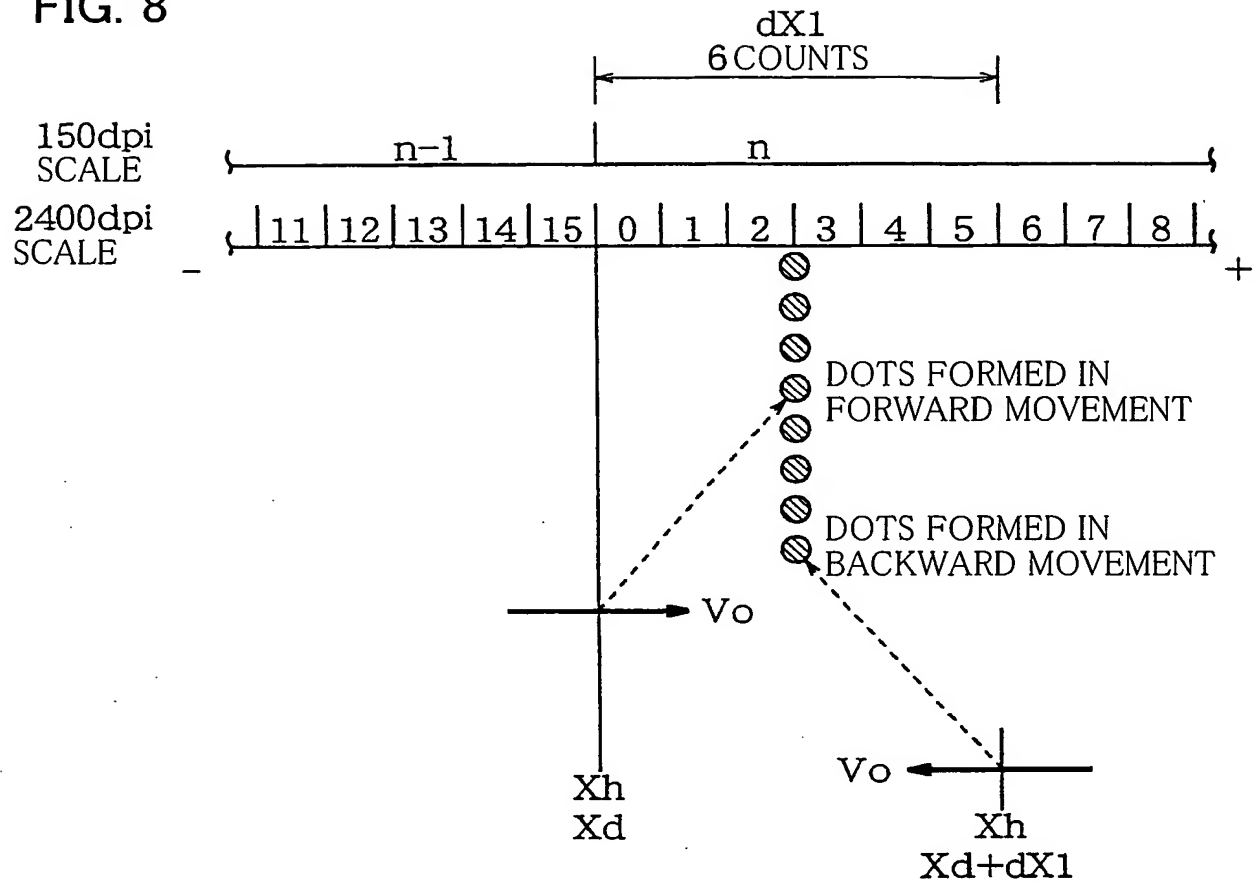 FIG. 8
dX1
6 COUNTS
150dpi
SCALE
n-1
n
2400dpi
SCALE
11 12 13 14 15 0 1 2 3 4 5 6 7 8
-
+
DOTS FORMED IN
FORWARD MOVEMENT
DOTS FORMED IN
BACKWARD MOVEMENT
Vo
Vo
Xh
Xd
Xh
Xd+dX1